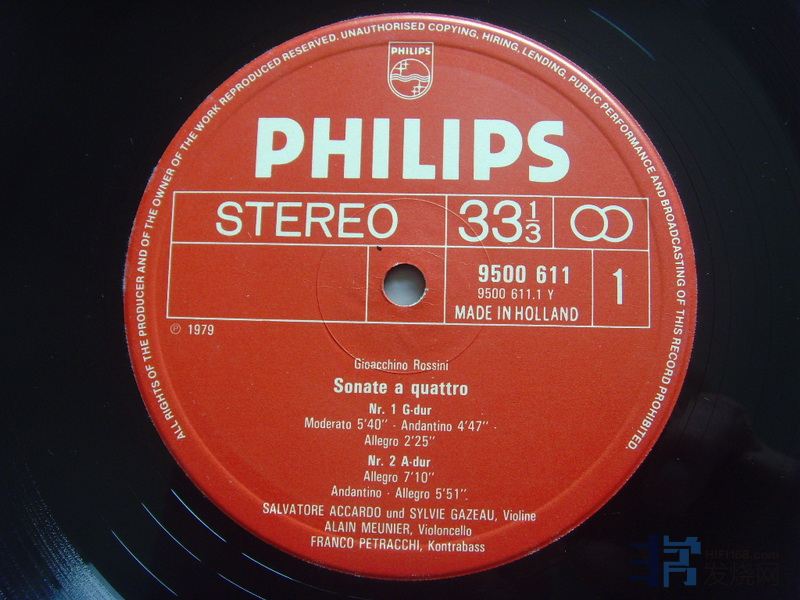 ALL RIGHTS OF THE PRODUCER AND OF THE OWNER OF THE WORK REPRODUCED RESERVED. UNAUTHORISED COPYING, HIRING, LENDING, PUBLIC PERFORMANCE AND BROADCASTING OF THIS RECORD PROHIBITED.
PHILIPS
PHILIPS
STEREO 33 1/3
9500 611
9500 611.1 Y
MADE IN HOLLAND
1
℗ 1979
Gioacchino Rossini
Sonate a quattro
Nr. 1 G-dur
Moderato 5'40" · Andantino 4'47" ·
Allegro 2'25"
Nr. 2 A-dur
Allegro 7'10"
Andantino · Allegro 5'51"
SALVATORE ACCARDO und SYLVIE GAZEAU, Violine
ALAIN MEUNIER, Violoncello
FRANCO PETRACCHI, Kontrabass
HIFI168.com
发烧网